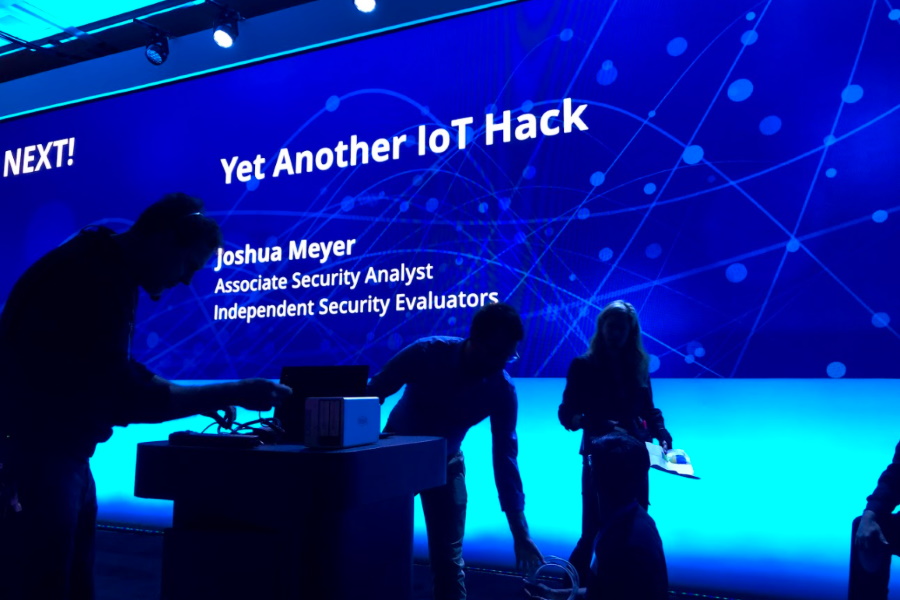 NEXT!
Yet Another IoT Hack
Joshua Meyer
Associate Security Analyst
Independent Security Evaluators